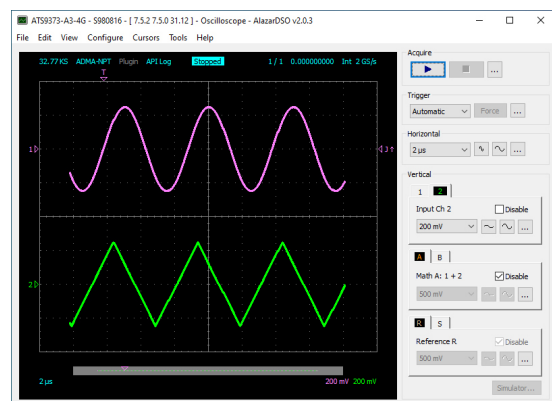 ATS9373-A3-4G - S980816 - [ 7.5.2 7.5.0 31.12 ] - Oscilloscope - AlazarDSO v2.0.3
File Edit View Configure Cursors Tools Help
32.77 KS ADMA-NPT Plugin API Log Stopped 1 / 1 0.000000000 Int 2 GS/s
T
1
2
2 µs 200 mV 200 mV
Acquire
...
Trigger
Automatic Force ...
Horizontal
2 µs ...
Vertical
1 2
Input Ch 2 Disable
200 mV ...
A B
Math A: 1 + 2 Disable
500 mV ...
R S
Reference R Disable
500 mV ...
Simulator...